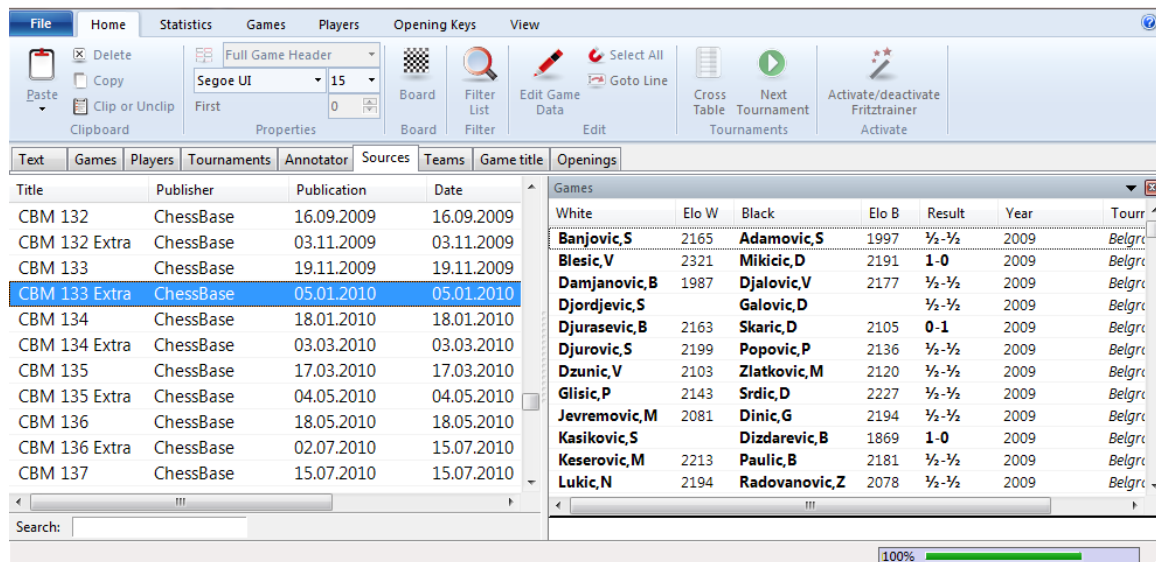 File Home Statistics Games Players Opening Keys View
Paste
Delete
Copy
Clip or Unclip
Clipboard
Full Game Header
Segoe UI 15
First 0
Properties
Board
Board
Filter List
Filter
Edit Game Data
Select All
Goto Line
Edit
Cross Table
Next Tournament
Tournaments
Activate/deactivate Fritztrainer
Activate
Text Games Players Tournaments Annotator Sources Teams Game title Openings
Title Publisher Publication Date
CBM 132 ChessBase 16.09.2009 16.09.2009
CBM 132 Extra ChessBase 03.11.2009 03.11.2009
CBM 133 ChessBase 19.11.2009 19.11.2009
CBM 133 Extra ChessBase 05.01.2010 05.01.2010
CBM 134 ChessBase 18.01.2010 18.01.2010
CBM 134 Extra ChessBase 03.03.2010 03.03.2010
CBM 135 ChessBase 17.03.2010 17.03.2010
CBM 135 Extra ChessBase 04.05.2010 04.05.2010
CBM 136 ChessBase 18.05.2010 18.05.2010
CBM 136 Extra ChessBase 02.07.2010 15.07.2010
CBM 137 ChessBase 15.07.2010 15.07.2010
Search:
Games
White Elo W Black Elo B Result Year Tourr
Banjovic,S 2165 Adamovic,S 1997 ½-½ 2009 Belgr
Blesic,V 2321 Mikicic,D 2191 1-0 2009 Belgr
Damjanovic,B 1987 Djalovic,V 2177 ½-½ 2009 Belgr
Djordjevic,S Galovic,D ½-½ 2009 Belgr
Djurasevic,B 2163 Skaric,D 2105 0-1 2009 Belgr
Djurovic,S 2199 Popovic,P 2136 ½-½ 2009 Belgr
Dzunic,V 2103 Zlatkovic,M 2120 ½-½ 2009 Belgr
Glisic,P 2143 Srdic,D 2227 ½-½ 2009 Belgr
Jevremovic,M 2081 Dinic,G 2194 ½-½ 2009 Belgr
Kasikovic,S Dizdarevic,B 1869 1-0 2009 Belgr
Keserovic,M 2213 Paulic,B 2181 ½-½ 2009 Belgr
Lukic,N 2194 Radovanovic,Z 2078 ½-½ 2009 Belgr
100%